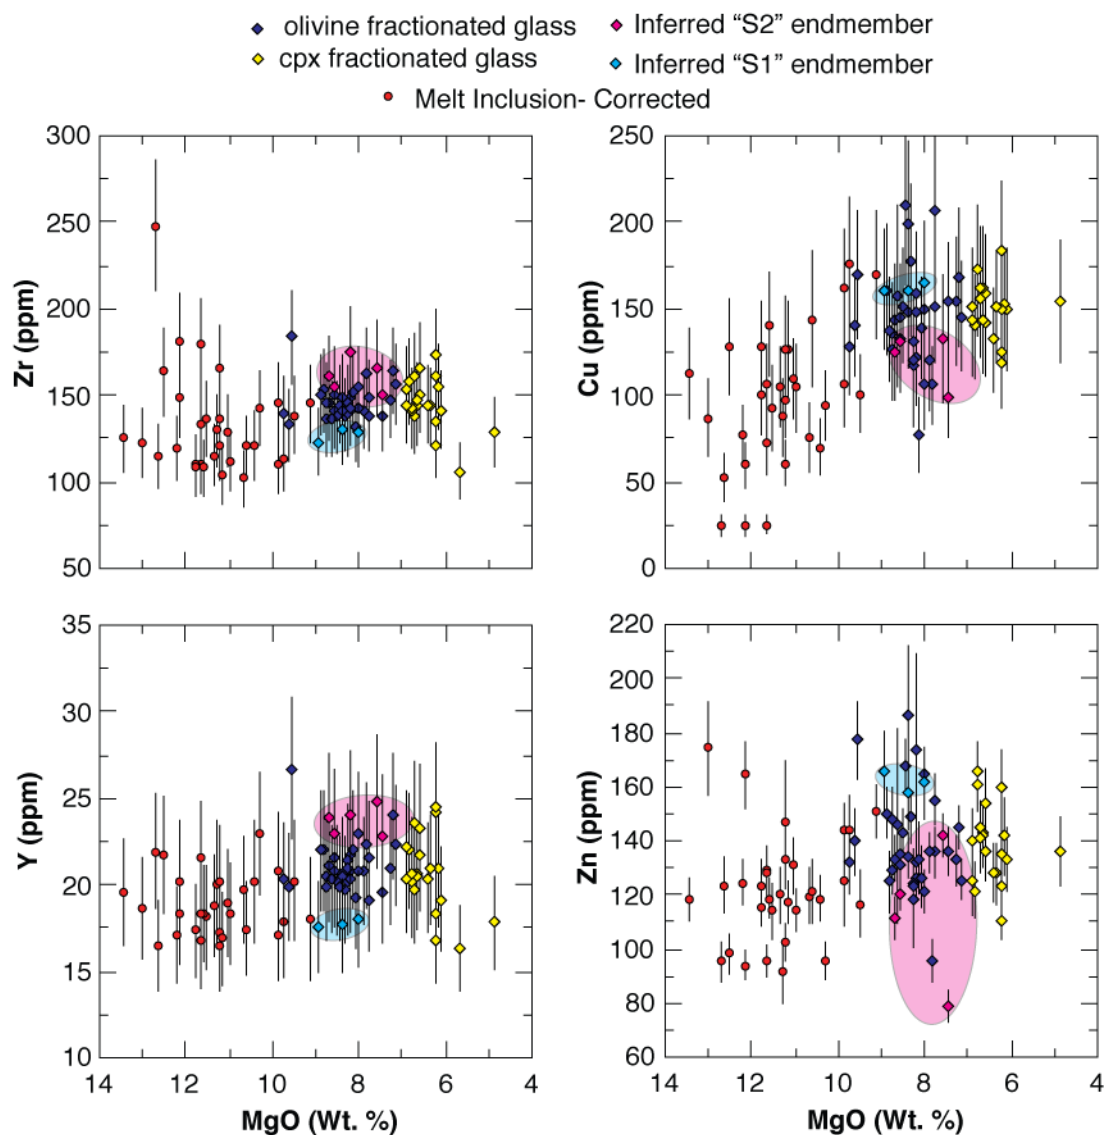 olivine fractionated glass
Inferred “S2” endmember
cpx fractionated glass
Inferred “S1” endmember
Melt Inclusion- Corrected
300
250
200
150
100
50
Zr (ppm)
250
200
150
100
50
0
Cu (ppm)
35
30
25
20
15
10
Y (ppm)
14 12 10 8 6 4
MgO (Wt. %)
220
200
180
160
140
120
100
80
60
Zn (ppm)
14 12 10 8 6 4
MgO (Wt. %)